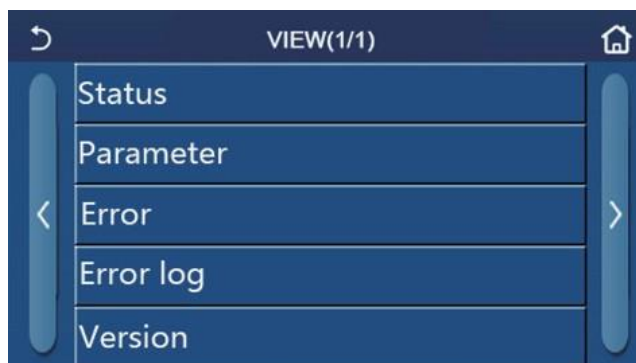 VIEW(1/1)
Status
Parameter
Error
Error log
Version